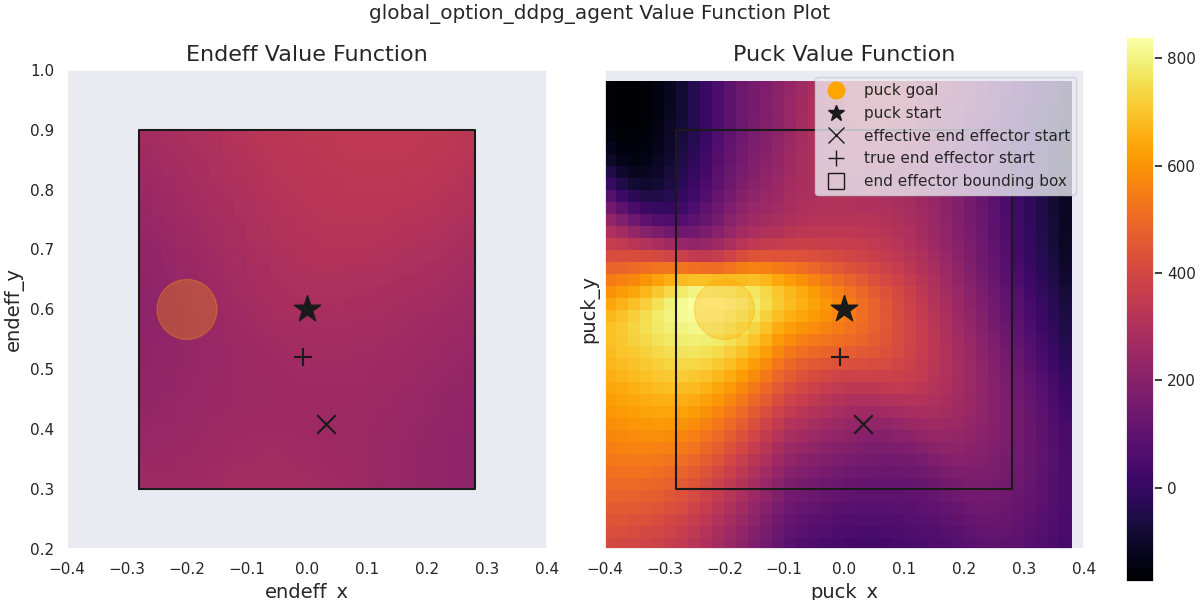 global_option_ddpg_agent Value Function Plot
Endeff Value Function
1.0
0.9
0.8
0.7
0.6
0.5
0.4
0.3
0.2
endeff_y
−0.4 −0.3 −0.2 −0.1 0.0 0.1 0.2 0.3 0.4
endeff_x
Puck Value Function
puck goal
puck start
effective end effector start
true end effector start
end effector bounding box
puck_y
−0.4 −0.3 −0.2 −0.1 0.0 0.1 0.2 0.3 0.4
puck_x
800
600
400
200
0